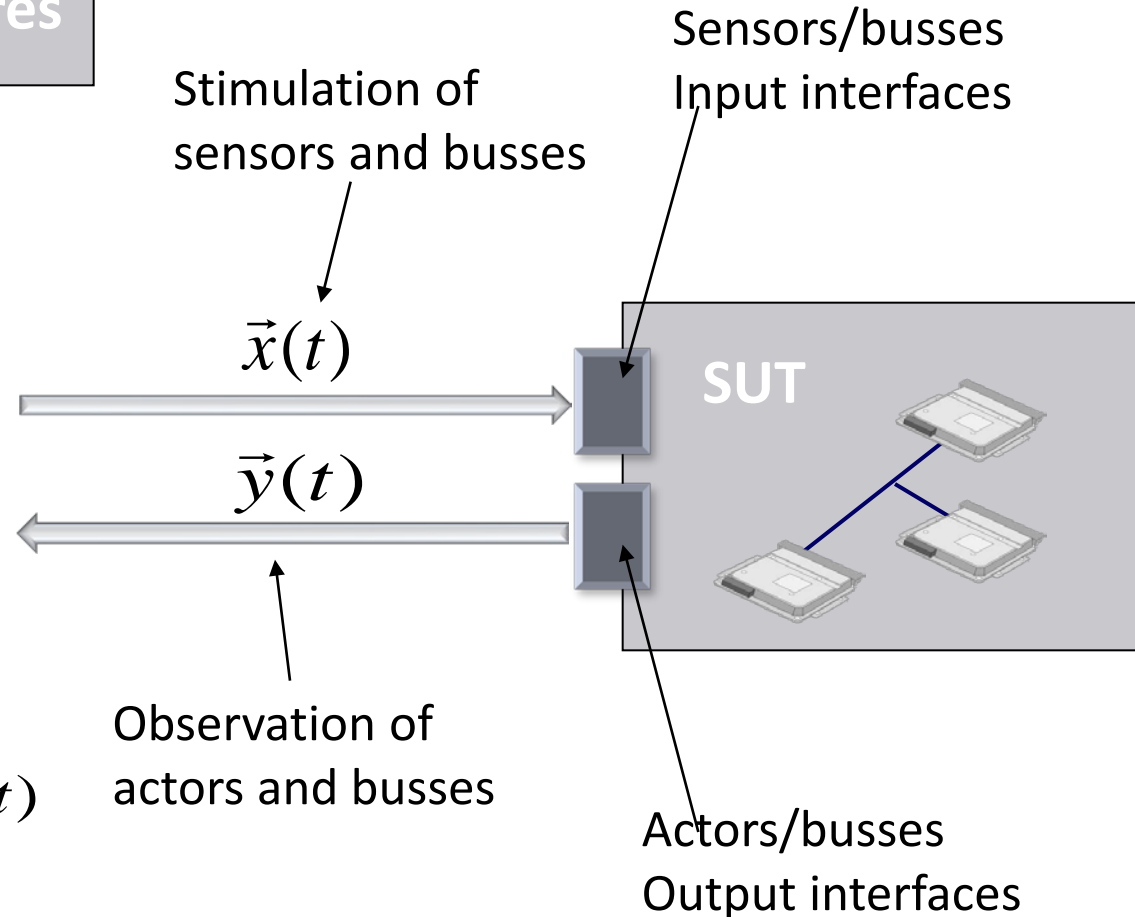 Sensors/busses
Input interfaces
Stimulation of
sensors and busses
x⃗(t)
SUT
y⃗(t)
Observation of
actors and busses
t)
Actors/busses
Output interfaces